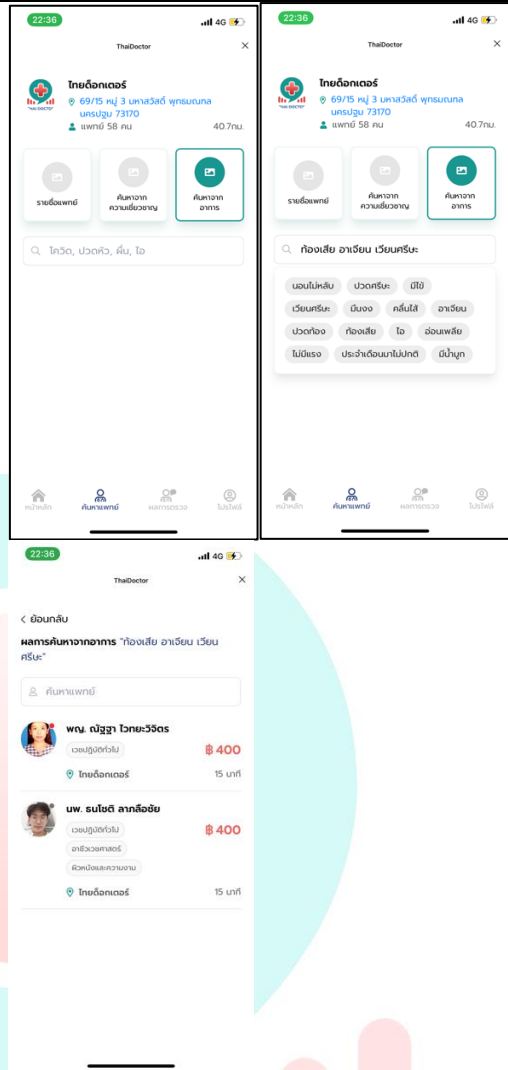 22:36
4G
ThaiDoctor
ไทยด็อกเตอร์
69/15 หมู่ 3 มหาสวัสดิ์ พุทธมณฑล
นครปฐม 73170
แพทย์ 58 คน
40.7กม.
รายชื่อแพทย์
ค้นหาจาก
ความเชี่ยวชาญ
ค้นหาจาก
อาการ
โควิด, ปวดหัว, ผื่น, ไอ
หน้าหลัก
ค้นหาแพทย์
ผลการตรวจ
โปรไฟล์
22:36
4G
ThaiDoctor
ไทยด็อกเตอร์
69/15 หมู่ 3 มหาสวัสดิ์ พุทธมณฑล
นครปฐม 73170
แพทย์ 58 คน
40.7กม.
รายชื่อแพทย์
ค้นหาจาก
ความเชี่ยวชาญ
ค้นหาจาก
อาการ
ท้องเสีย อาเจียน เวียนศรีษะ
นอนไม่หลับ ปวดศรีษะ มีไข้
เวียนศรีษะ มึนงง คลื่นใส้ อาเจียน
ปวดท้อง ท้องเสีย ไอ อ่อนเพลีย
ไม่มีแรง ประจำเดือนมาไม่ปกติ มีน้ำมูก
หน้าหลัก
ค้นหาแพทย์
ผลการตรวจ
โปรไฟล์
22:36
4G
ThaiDoctor
ย้อนกลับ
ผลการค้นหาจากอาการ "ท้องเสีย อาเจียน เวียน
ศรีษะ"
ค้นหาแพทย์
พญ. ณัฐฐา ไวทยะวิจิตร
เวชปฏิบัติทั่วไป
฿ 400
ไทยด็อกเตอร์
15 นาที
นพ. ธนโชติ ลาภลือชัย
เวชปฏิบัติทั่วไป
฿ 400
อาชีวเวชศาสตร์
ผิวหนังและความงาม
ไทยด็อกเตอร์
15 นาที